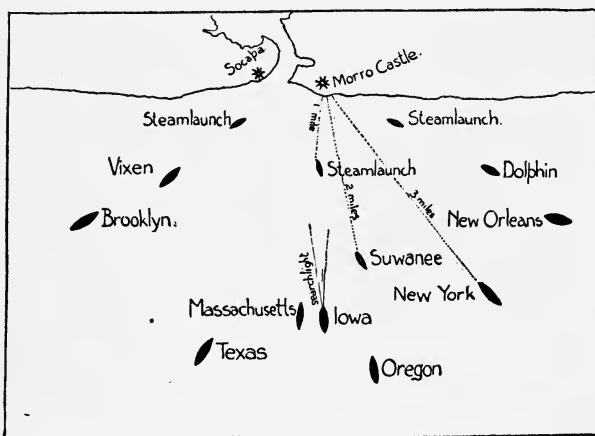 Socapa
Morro Castle.
Steamlaunch
1 mile
Steamlaunch.
Vixen
Steamlaunch
Dolphin
2 miles
3 miles
Brooklyn.
New Orleans
Suwanee
searchlight
New York
Massachusetts
Iowa
Texas
Oregon